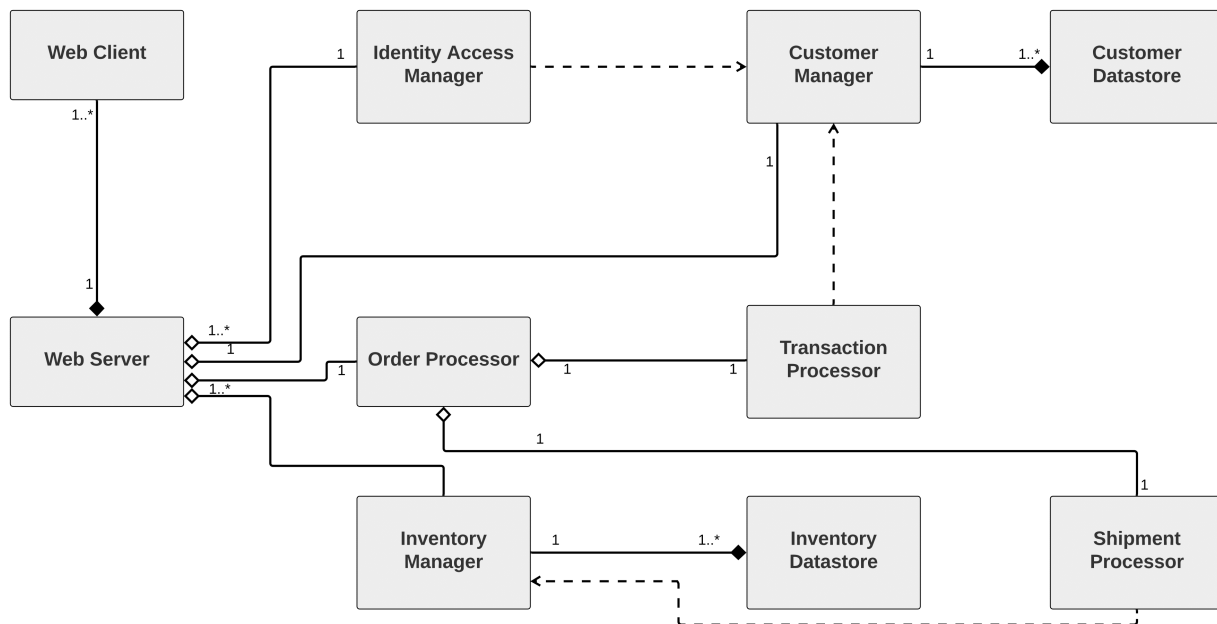 Web Client
Identity Access
Manager
Customer
Manager
Customer
Datastore
1
1
1..*
1..*
1
1
1..*
1
Web Server
Order Processor
Transaction
Processor
1
1
1
1..*
1
1
Inventory
Manager
1
1..*
Inventory
Datastore
Shipment
Processor